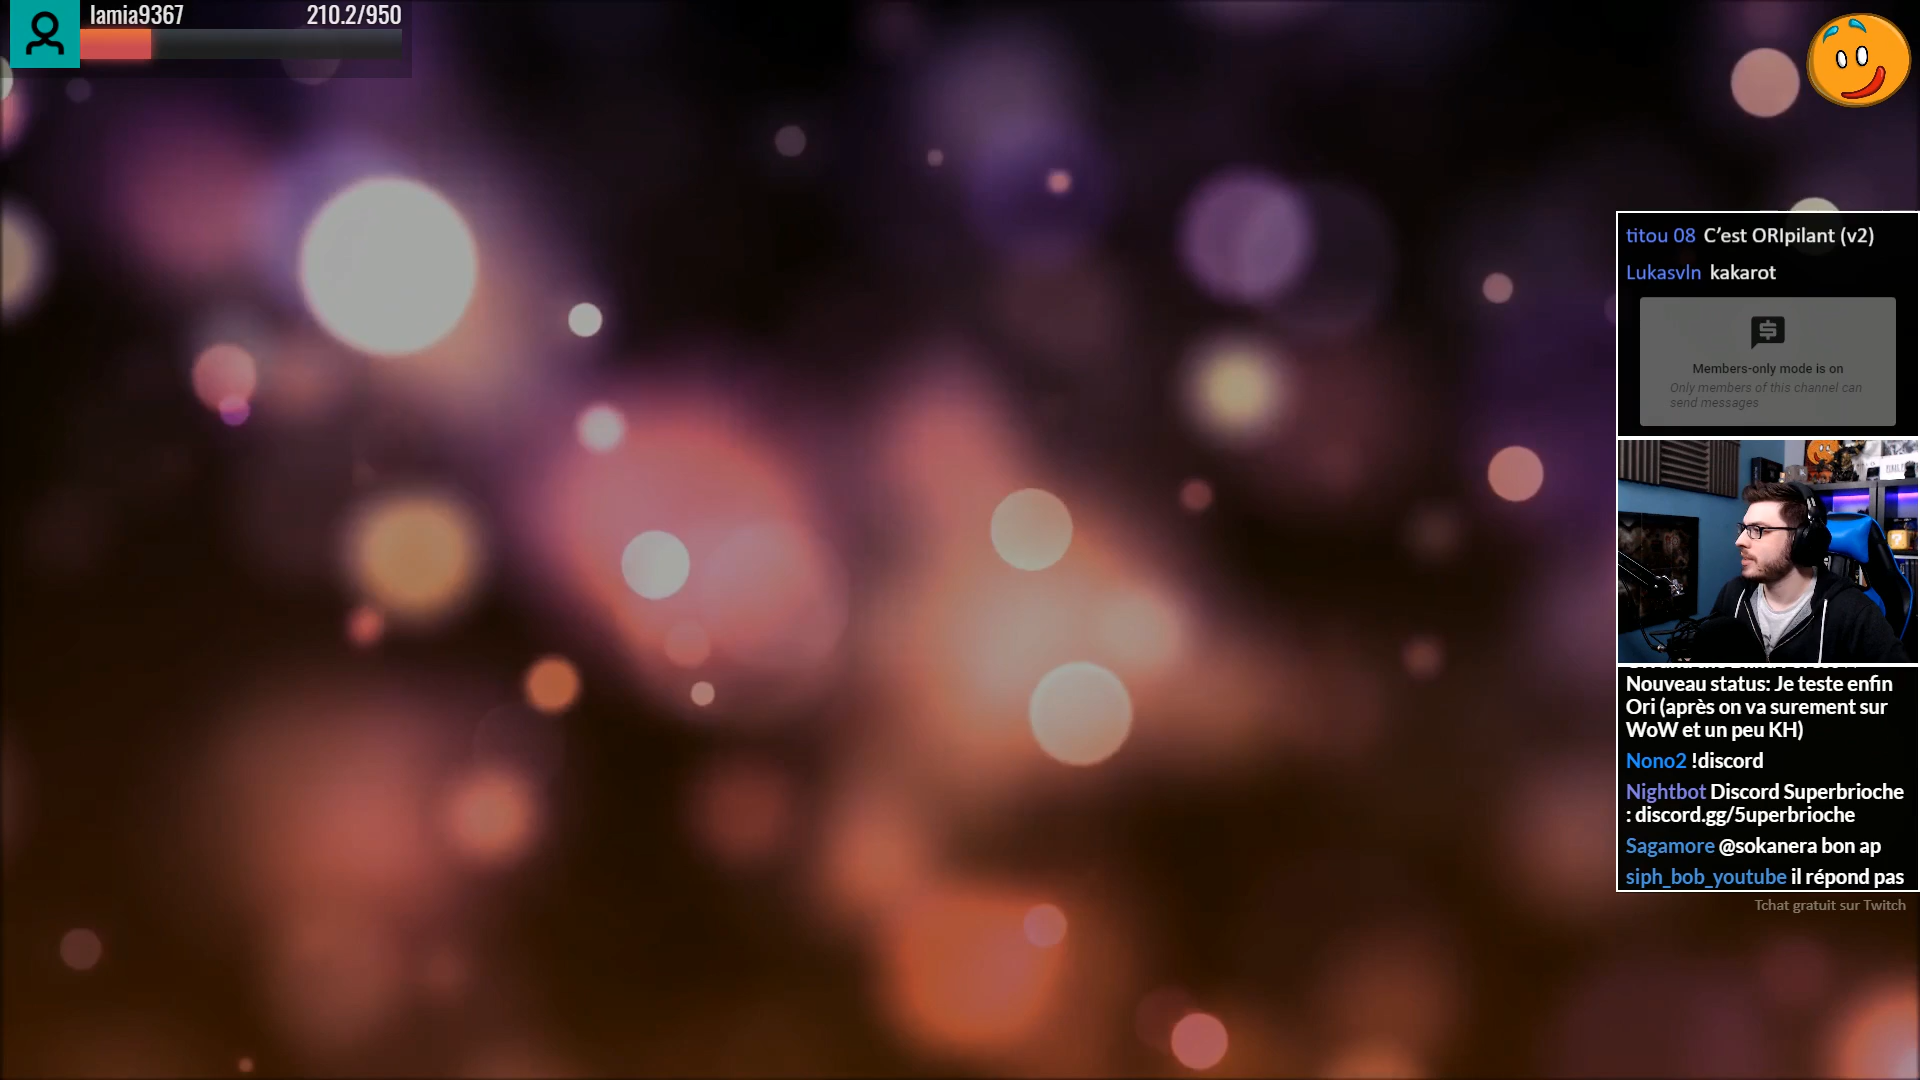 lamia9367 210.2/950
titou 08 C’est ORIpilant (v2)
Lukasvln kakarot
Members-only mode is on
Only members of this channel can
send messages
Nouveau status: Je teste enfin
Ori (après on va surement sur
WoW et un peu KH)
Nono2 !discord
Nightbot Discord Superbrioche
: discord.gg/5uperbrioche
Sagamore @sokanera bon ap
siph_bob_youtube il répond pas
Tchat gratuit sur Twitch